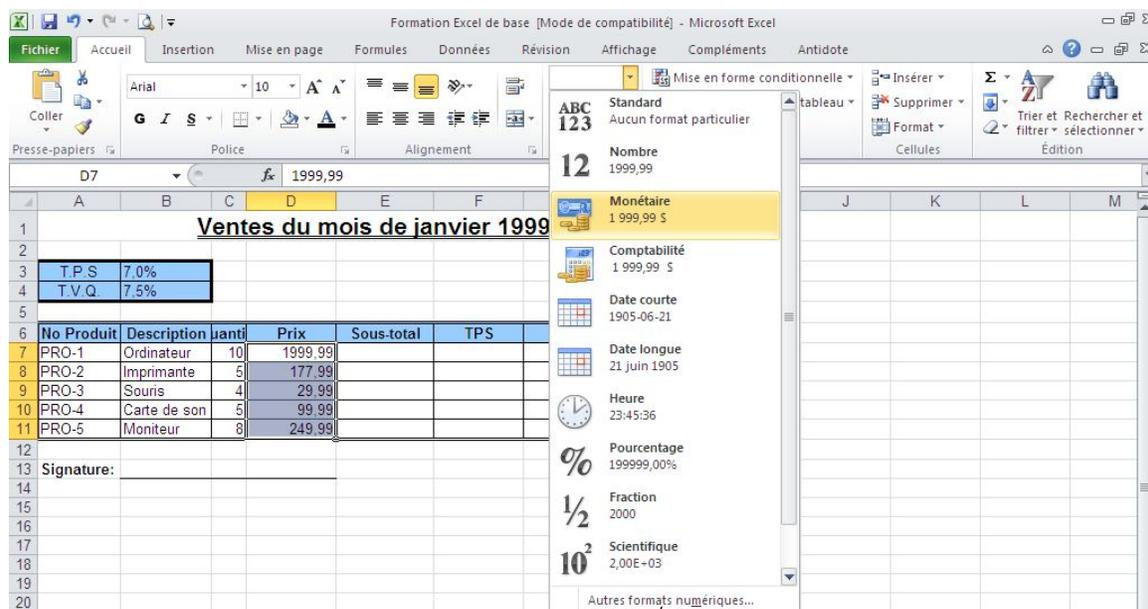 Formation Excel de base [Mode de compatibilité] - Microsoft Excel
Fichier Accueil Insertion Mise en page Formules Données Révision Affichage Compléments Antidote
Coller
Arial 10
G I S
Mise en forme conditionnelle
tableau
Insérer
Supprimer
Format
Σ
Trier et filtrer
Rechercher et sélectionner
Presse-papiers Police Alignement Cellules Édition
D7 fx 1999,99
A B C D E F J K L M
1 Ventes du mois de janvier 1999
2
3 T.P.S 7,0%
4 T.V.Q. 7,5%
5
6 No Produit Description uanti Prix Sous-total TPS
7 PRO-1 Ordinateur 10 1999,99
8 PRO-2 Imprimante 5 177,99
9 PRO-3 Souris 4 29,99
10 PRO-4 Carte de son 5 99,99
11 PRO-5 Moniteur 8 249,99
12
13 Signature:
14
15
16
17
18
19
20
ABC 123
Standard
Aucun format particulier
12
Nombre
1999,99
Monétaire
1 999,99 $
Comptabilité
1 999,99 $
Date courte
1905-06-21
Date longue
21 juin 1905
Heure
23:45:36
%
Pourcentage
199999,00%
1/2
Fraction
2000
10²
Scientifique
2,00E+03
Autres formats numériques...